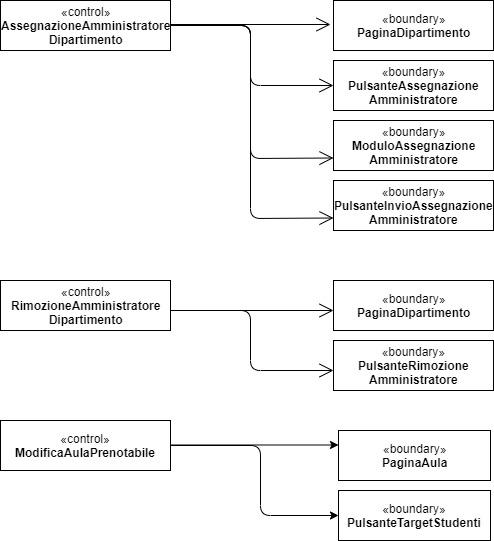 «control»
AssegnazioneAmministratore
Dipartimento
«boundary»
PaginaDipartimento
«boundary»
PulsanteAssegnazione
Amministratore
«boundary»
ModuloAssegnazione
Amministratore
«boundary»
PulsanteInvioAssegnazione
Amministratore
«control»
RimozioneAmministratore
Dipartimento
«boundary»
PaginaDipartimento
«boundary»
PulsanteRimozione
Amministratore
«control»
ModificaAulaPrenotabile
«boundary»
PaginaAula
«boundary»
PulsanteTargetStudenti